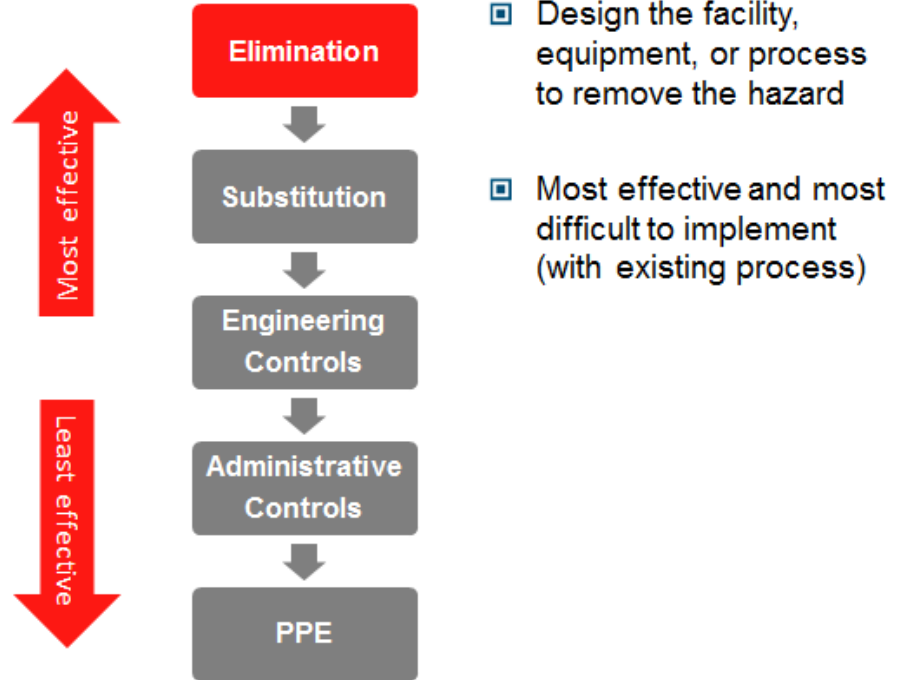 Most effective
Least effective
Elimination
Substitution
Engineering
Controls
Administrative
Controls
PPE
Design the facility,
equipment, or process
to remove the hazard
Most effective and most
difficult to implement
(with existing process)